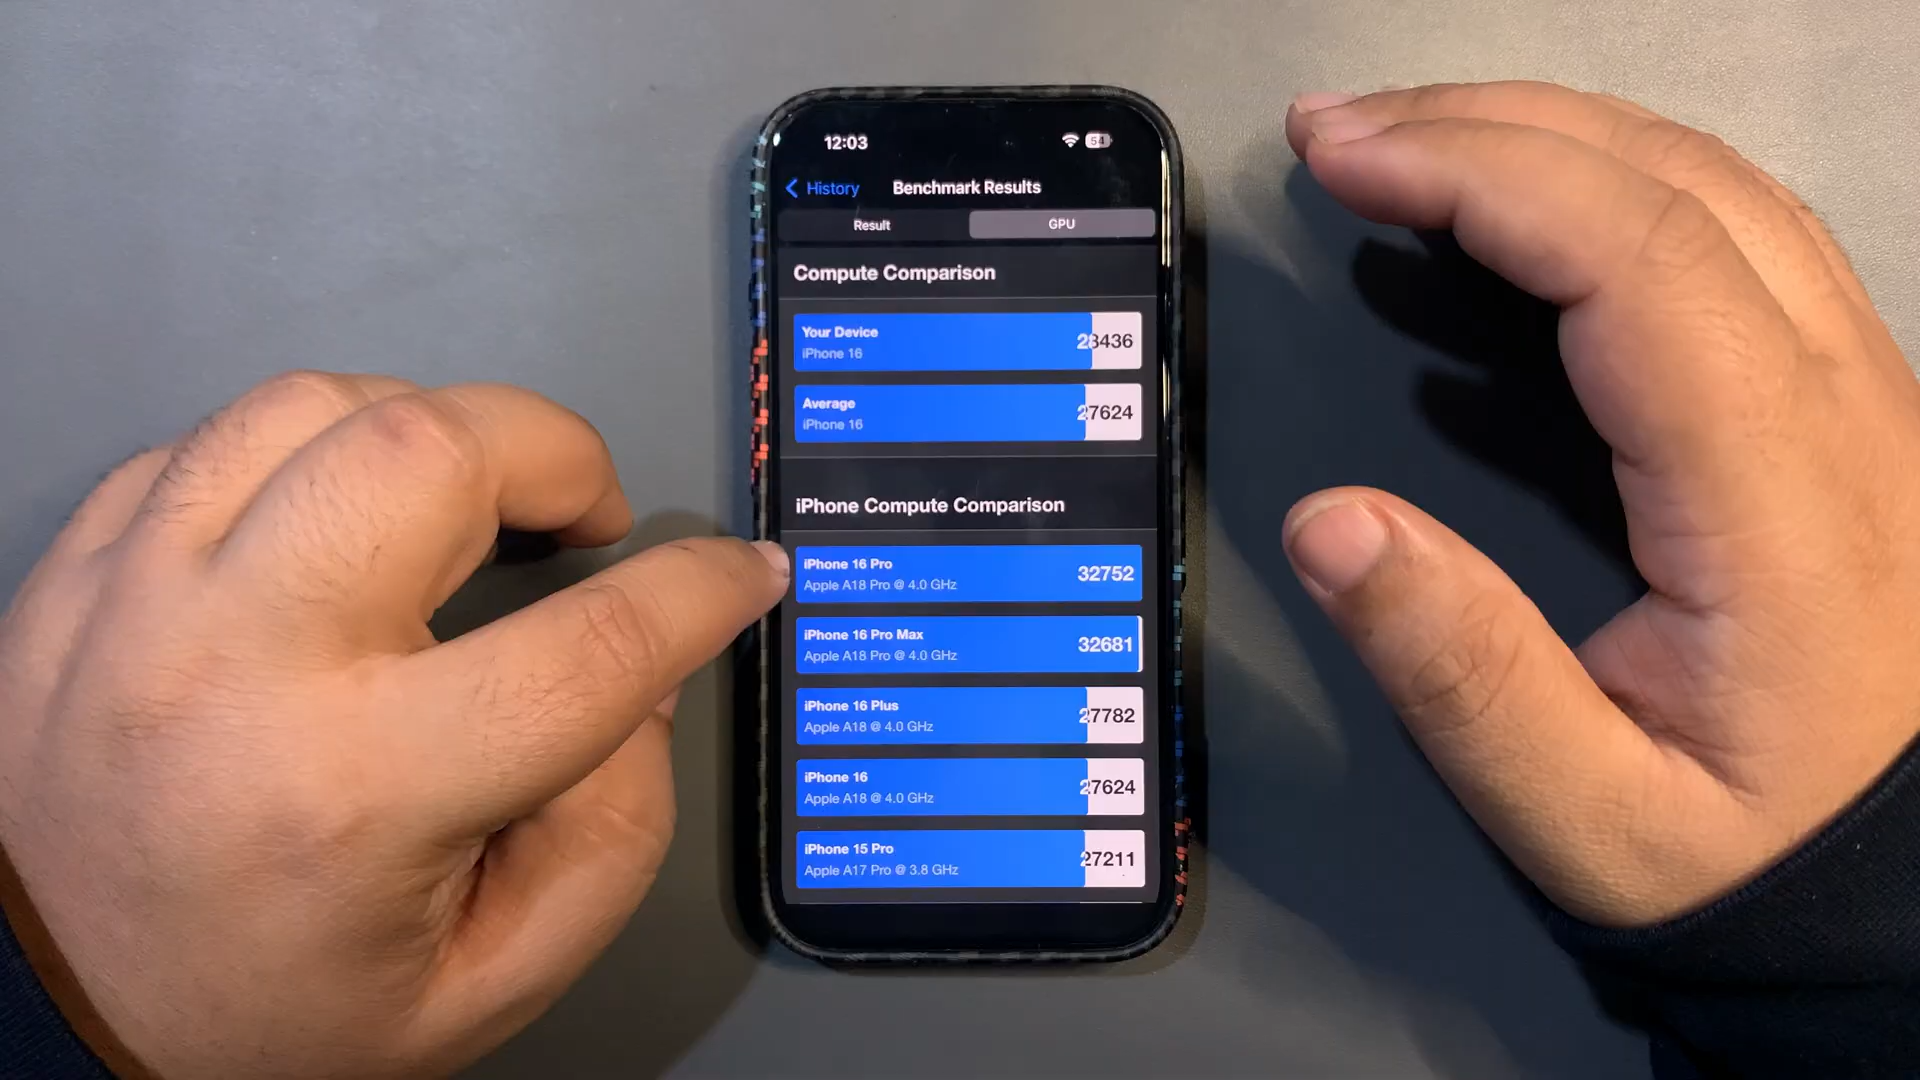 12:03
54
History
Benchmark Results
Result
GPU
Compute Comparison
Your Device
iPhone 16
28436
Average
iPhone 16
27624
iPhone Compute Comparison
iPhone 16 Pro
Apple A18 Pro @ 4.0 GHz
32752
iPhone 16 Pro Max
Apple A18 Pro @ 4.0 GHz
32681
iPhone 16 Plus
Apple A18 @ 4.0 GHz
27782
iPhone 16
Apple A18 @ 4.0 GHz
27624
iPhone 15 Pro
Apple A17 Pro @ 3.8 GHz
27211